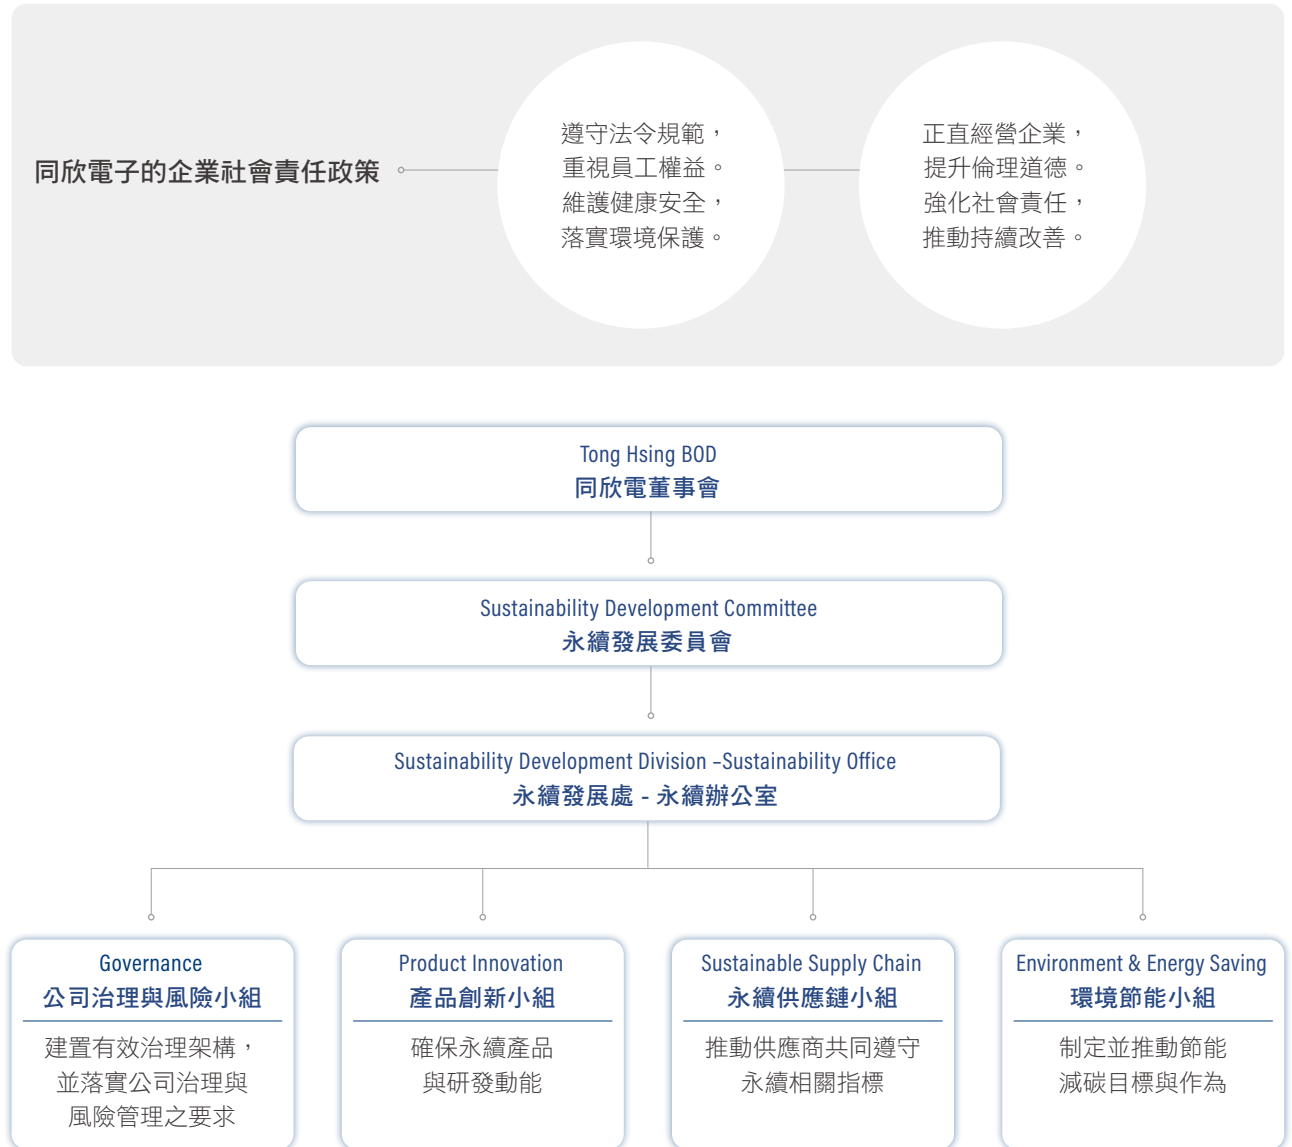 同欣電子的企業社會責任政策
遵守法令規範，
重視員工權益。
維護健康安全，
落實環境保護。
正直經營企業，
提升倫理道德。
強化社會責任，
推動持續改善。
Tong Hsing BOD
同欣電董事會
Sustainability Development Committee
永續發展委員會
Sustainability Development Division –Sustainability Office
永續發展處 - 永續辦公室
Governance
公司治理與風險小組
建置有效治理架構，
並落實公司治理與
風險管理之要求
Product Innovation
產品創新小組
確保永續產品
與研發動能
Sustainable Supply Chain
永續供應鏈小組
推動供應商共同遵守
永續相關指標
Environment & Energy Saving
環境節能小組
制定並推動節能
減碳目標與作為